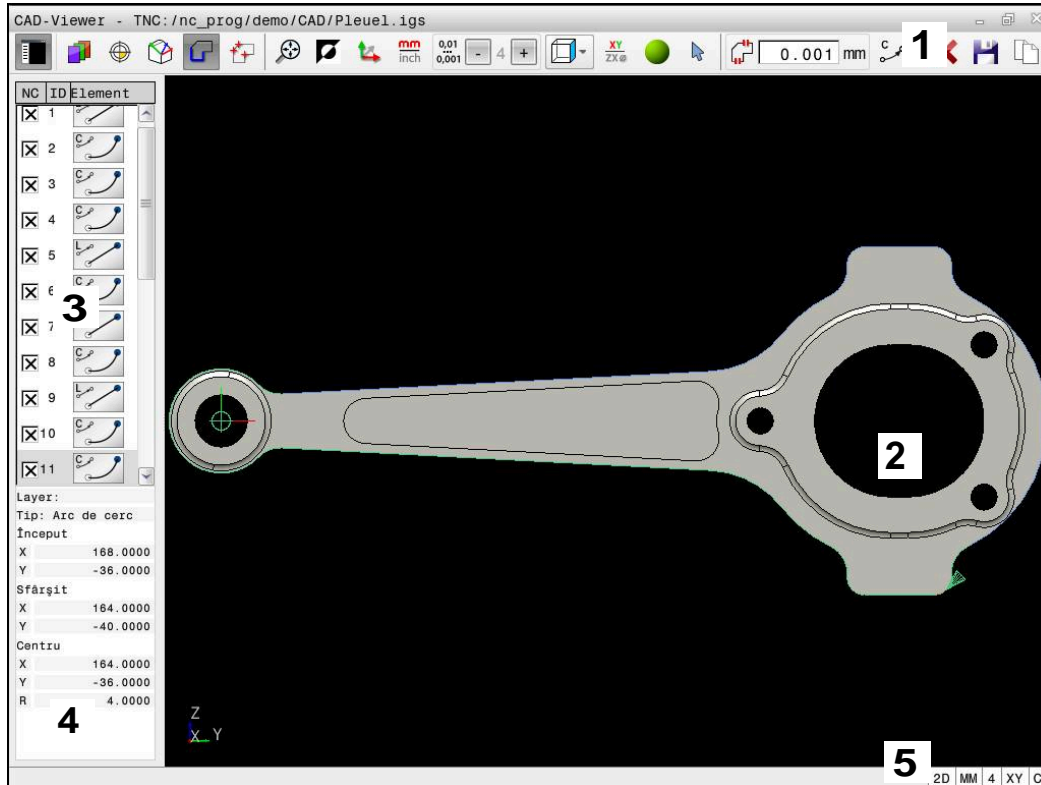 CAD-Viewer - TNC:/nc_prog/demo/CAD/Pleuel.igs
mm inch 0,01 ... 0,001 - 4 + XY ZX⌀ 0.001 mm C 1
NC ID Element
1
2 C
3 C
4 C
5 L
6 C
3
7
8 C
9 L
10 C
11 C
2
Layer:
Tip: Arc de cerc
Început
X 168.0000
Y -36.0000
Sfârşit
X 164.0000
Y -40.0000
Centru
X 164.0000
Y -36.0000
R 4.0000
4
Z
X Y
5
2D MM 4 XY C